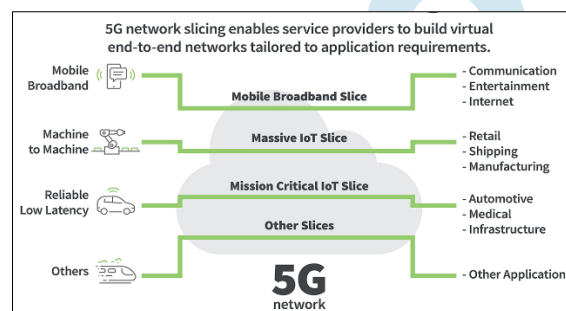 5G network slicing enables service providers to build virtual
end-to-end networks tailored to application requirements.
Mobile
Broadband
Mobile Broadband Slice
- Communication
- Entertainment
- Internet
Machine
to Machine
Massive IoT Slice
- Retail
- Shipping
- Manufacturing
Reliable
Low Latency
Mission Critical IoT Slice
- Automotive
- Medical
- Infrastructure
Other Slices
Others
- Other Application
5G
network